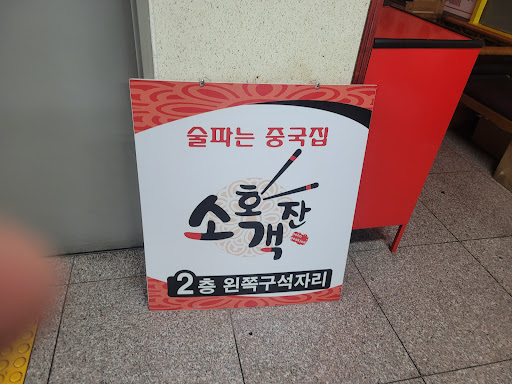 술파는 중국집
소호객잔
2층 왼쪽구석자리